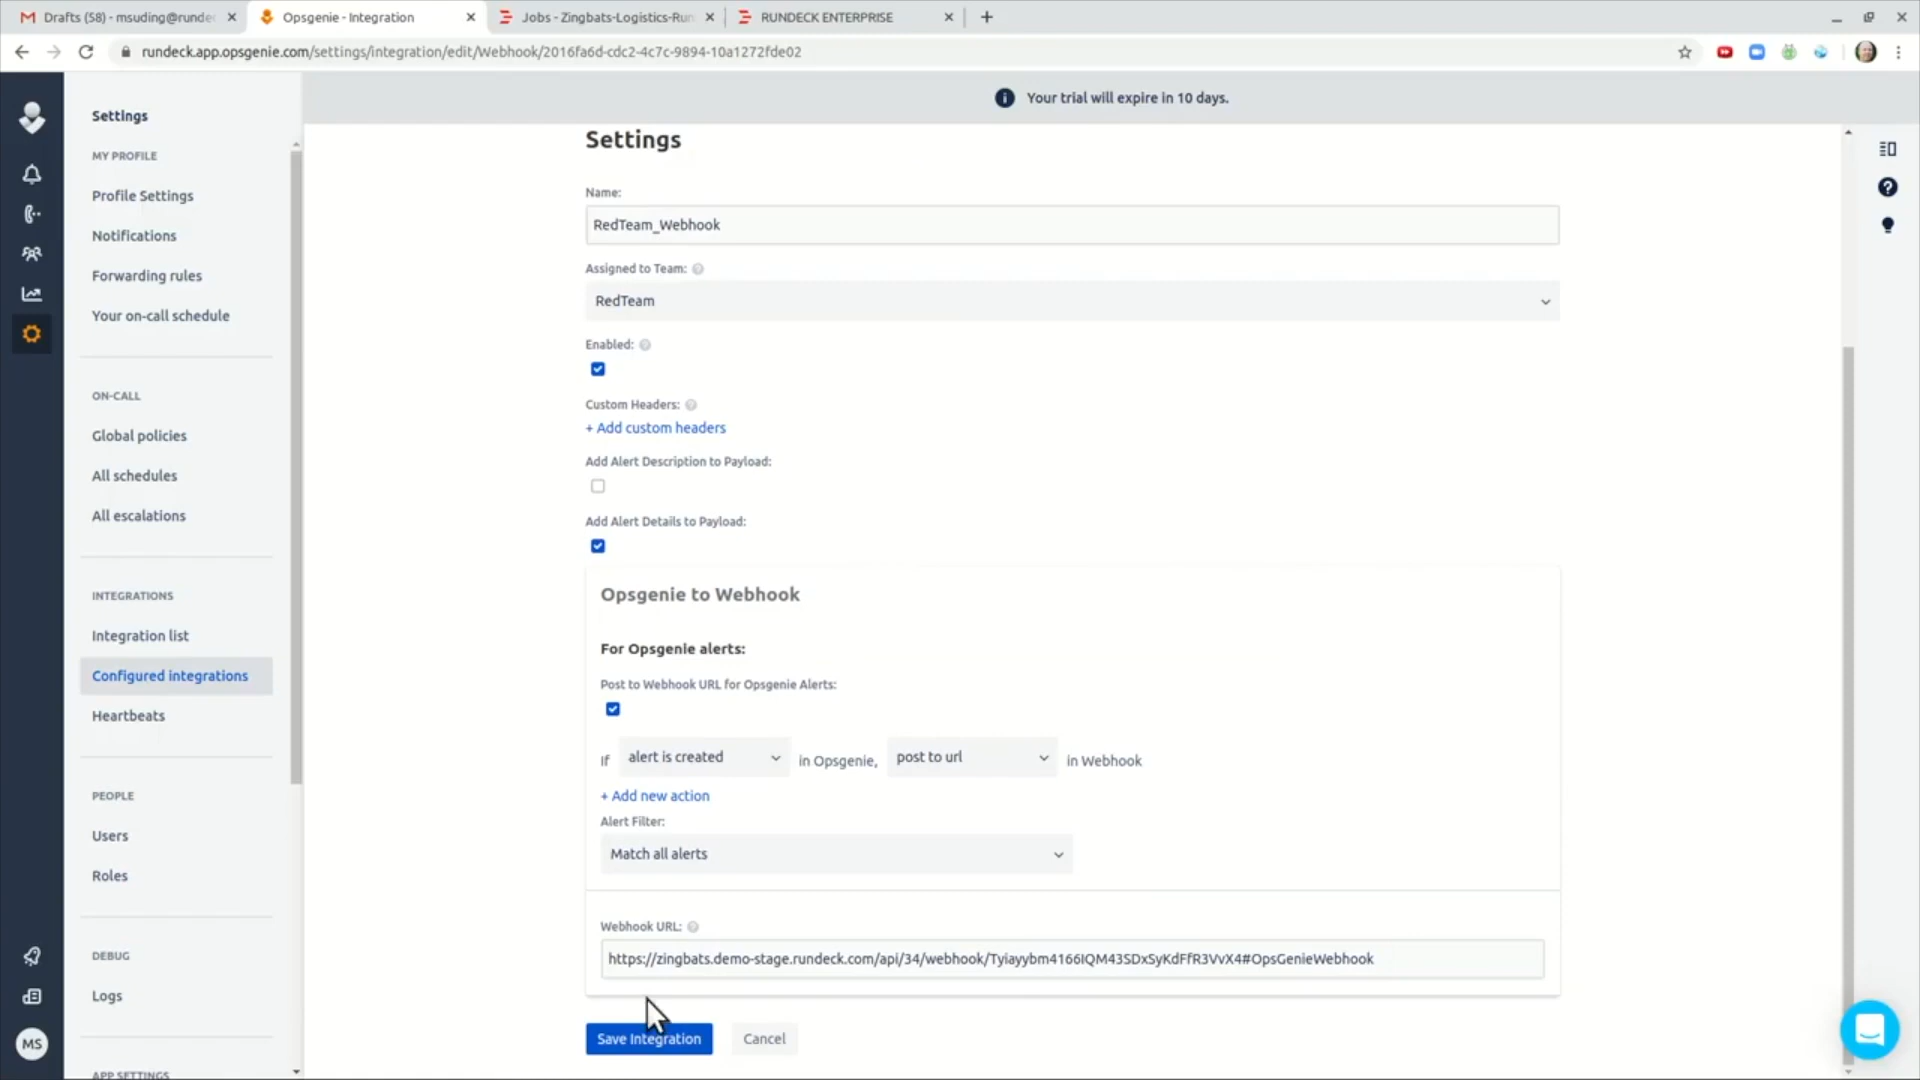 Drafts (58) - msuding@runde
Opsgenie - Integration
Jobs - Zingbats-Logistics-Run
RUNDECK ENTERPRISE
rundeck.app.opsgenie.com/settings/integration/edit/Webhook/2016fa6d-cdc2-4c7c-9894-10a1272fde02
Your trial will expire in 10 days.
Settings
MY PROFILE
Profile Settings
Notifications
Forwarding rules
Your on-call schedule
ON-CALL
Global policies
All schedules
All escalations
INTEGRATIONS
Integration list
Configured integrations
Heartbeats
PEOPLE
Users
Roles
DEBUG
Logs
APP SETTINGS
MS
Settings
Name:
RedTeam_Webhook
Assigned to Team:
RedTeam
Enabled:
Custom Headers:
+ Add custom headers
Add Alert Description to Payload:
Add Alert Details to Payload:
Opsgenie to Webhook
For Opsgenie alerts:
Post to Webhook URL for Opsgenie Alerts:
If alert is created in Opsgenie, post to url in Webhook
+ Add new action
Alert Filter:
Match all alerts
Webhook URL:
https://zingbats.demo-stage.rundeck.com/api/34/webhook/Tyiayybm4166IQM43SDxSyKdFfR3VvX4#OpsGenieWebhook
Save Integration
Cancel